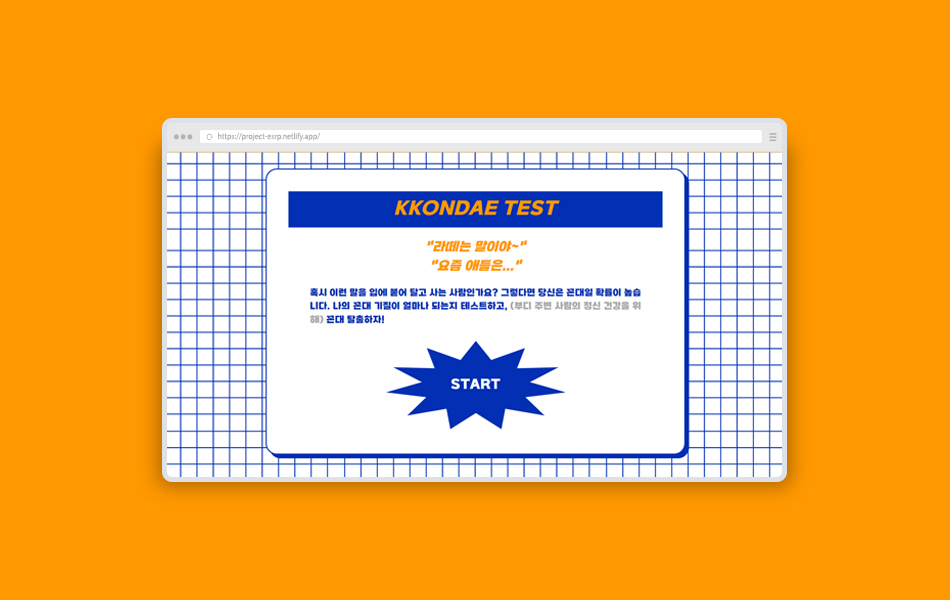 https://project-esrp.netlify.app/
KKONDAE TEST
"라떼는 말이야~"
"요즘 애들은..."
혹시 이런 말을 입에 붙어 달고 사는 사람인가요? 그렇다면 당신은 꼰대일 확률이 높습
니다. 나의 꼰대 기질이 얼마나 되는지 테스트하고, (부디 주변 사람의 정신 건강을 위
해) 꼰대 탈출하자!
START